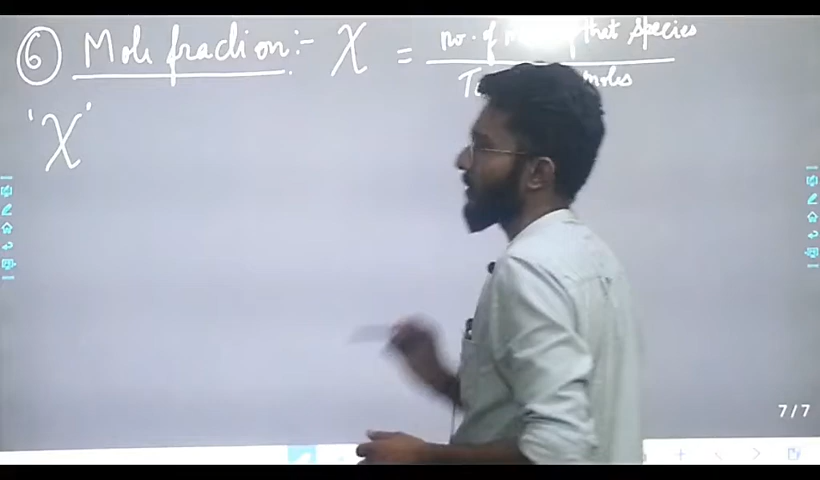 ⑥ Mole fraction :- χ = no. of that species
moles
'χ'
7/7